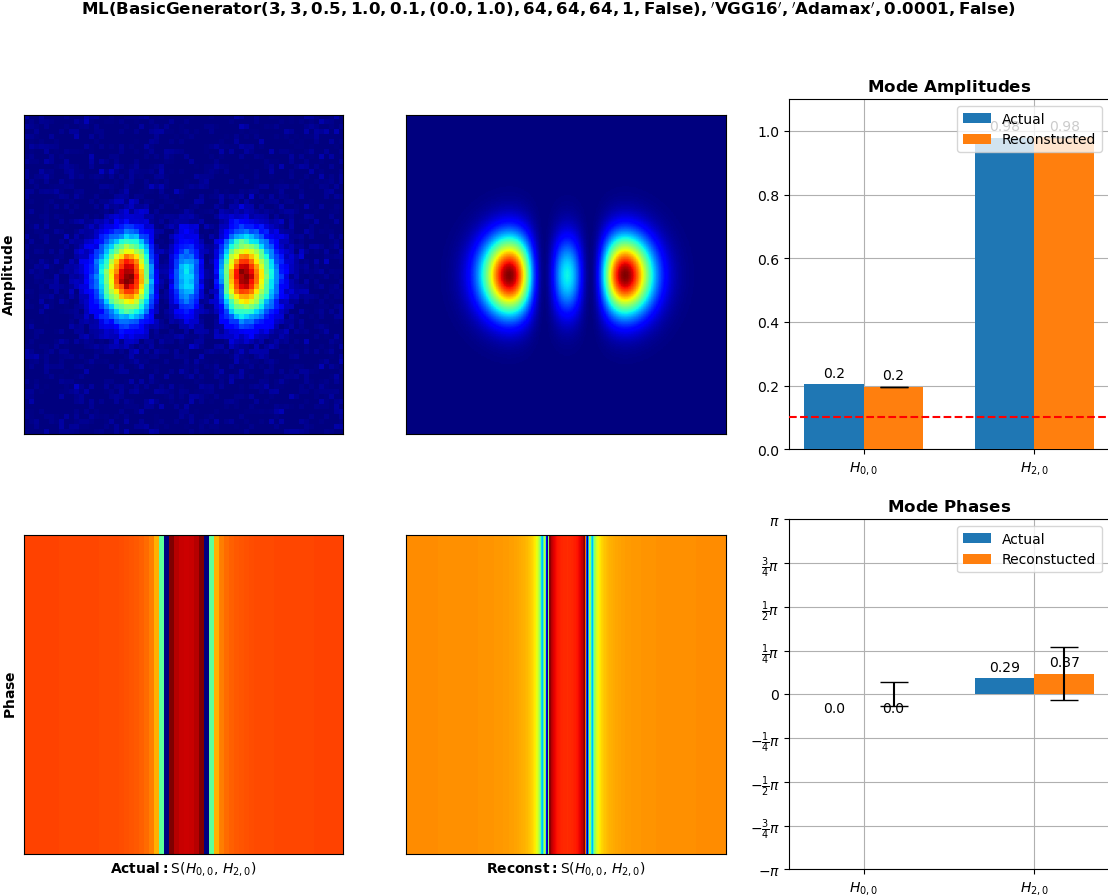 ML(BasicGenerator(3, 3, 0.5, 1.0, 0.1, (0.0, 1.0), 64, 64, 64, 1, False), ′VGG16′, ′Adamax′, 0.0001, False)
Mode Amplitudes
Actual
Reconstucted
0.98 0.98
1.0
0.8
0.6
0.4
0.2
0.0
0.2 0.2
H0, 0 H2, 0
Amplitude
Mode Phases
Actual
Reconstucted
π
3/4π
1/2π
1/4π
0
−1/4π
−1/2π
−3/4π
−π
0.0 0.0 0.29 0.37
H0, 0 H2, 0
Phase
Actual: S(H0, 0, H2, 0)
Reconst: S(H0, 0, H2, 0)